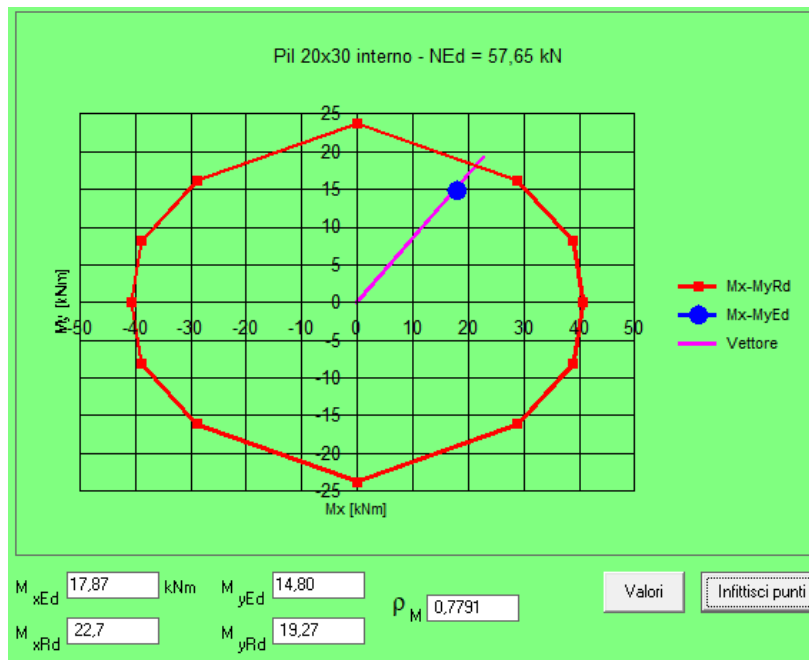 Pil 20x30 interno - NEd = 57,65 kN
25
20
15
10
5
0
-5
-10
-15
-20
-25
My [kNm]
-50 -40 -30 -20 -10 0 10 20 30 40 50
Mx [kNm]
Mx-MyRd
Mx-MyEd
Vettore
M xEd 17,87 kNm M yEd 14,80
ρ M 0,7791
Valori Infittisci punti
M xRd 22,7 M yRd 19,27